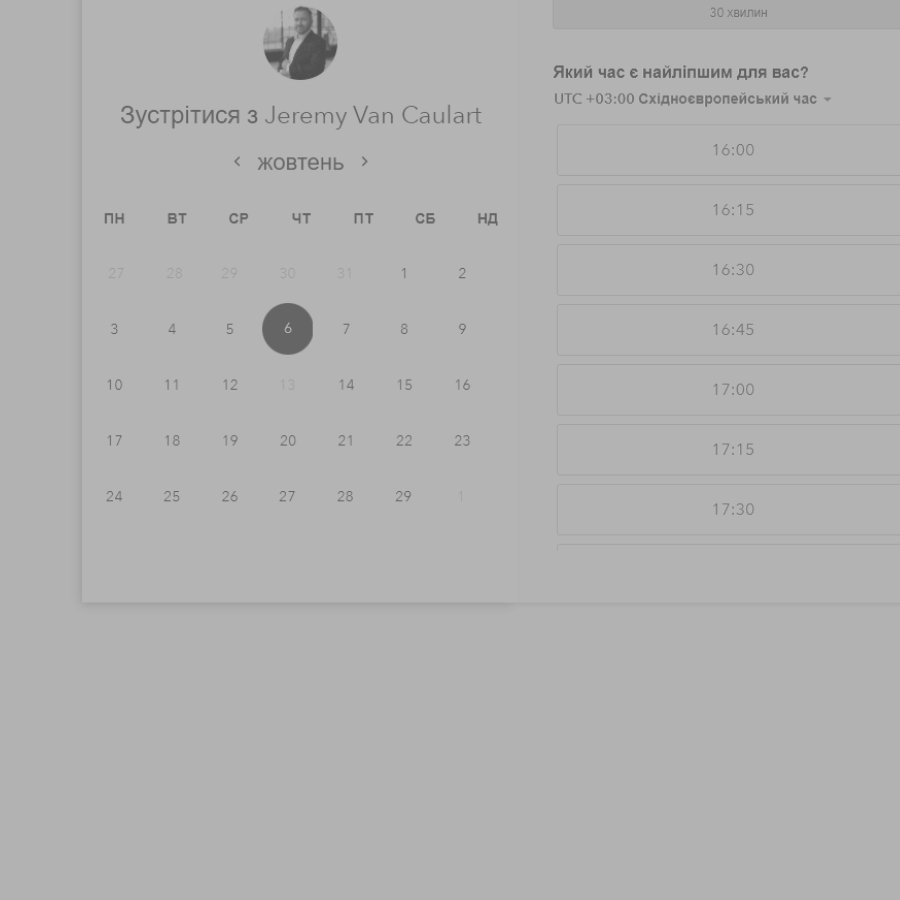 Зустрітися з Jeremy Van Caulart
жовтень
ПН ВТ СР ЧТ ПТ СБ НД
27 28 29 30 31 1 2
3 4 5 6 7 8 9
10 11 12 13 14 15 16
17 18 19 20 21 22 23
24 25 26 27 28 29 1
30 хвилин
Який час є найліпшим для вас?
UTC +03:00 Східноєвропейський час
16:00
16:15
16:30
16:45
17:00
17:15
17:30